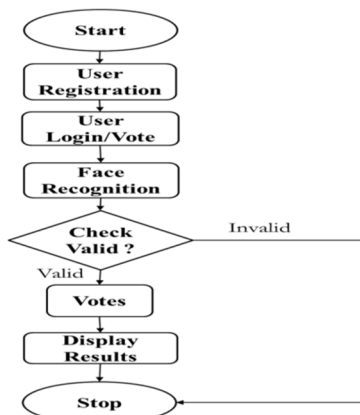 Start
User
Registration
User
Login/Vote
Face
Recognition
Check
Valid ?
Invalid
Valid
Votes
Display
Results
Stop